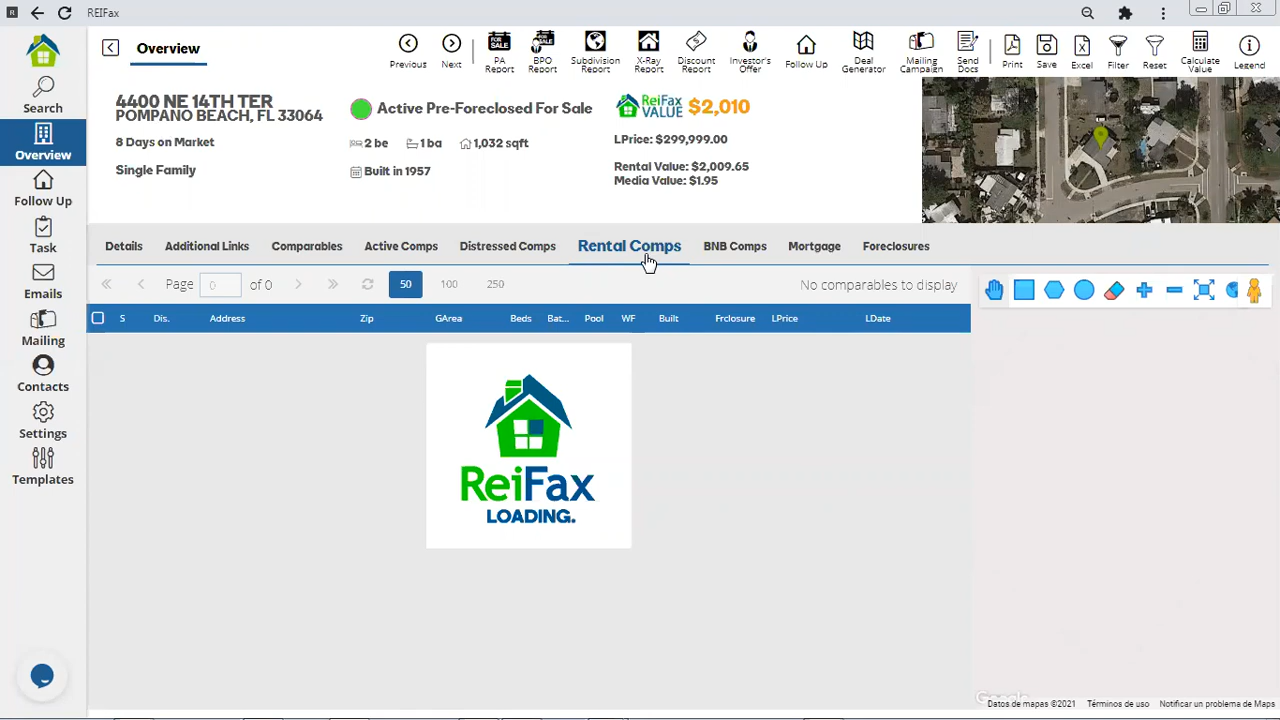 REIFax
Overview
Previous
Next
FOR SALE
PA Report
BPO Report
Subdivision Report
X-Ray Report
Discount Report
Investor's Offer
Follow Up
Deal Generator
Mailing Campaign
Send Docs
Print
Save
Excel
Filter
Reset
Calculate Value
Legend
Search
Overview
Follow Up
Task
Emails
Mailing
Contacts
Settings
Templates
4400 NE 14TH TER
POMPANO BEACH, FL 33064
8 Days on Market
Single Family
Active Pre-Foreclosed For Sale
2 be 1 ba 1,032 sqft
Built in 1957
ReiFax VALUE $2,010
LPrice: $299,999.00
Rental Value: $2,009.65
Media Value: $1.95
Details Additional Links Comparables Active Comps Distressed Comps Rental Comps BNB Comps Mortgage Foreclosures
Page 0 of 0 50 100 250 No comparables to display
S Dis. Address Zip GArea Beds Bat... Pool WF Built Frclosure LPrice LDate
ReiFax
LOADING.
Google
Datos de mapas ©2021 Términos de uso Notificar un problema de Maps